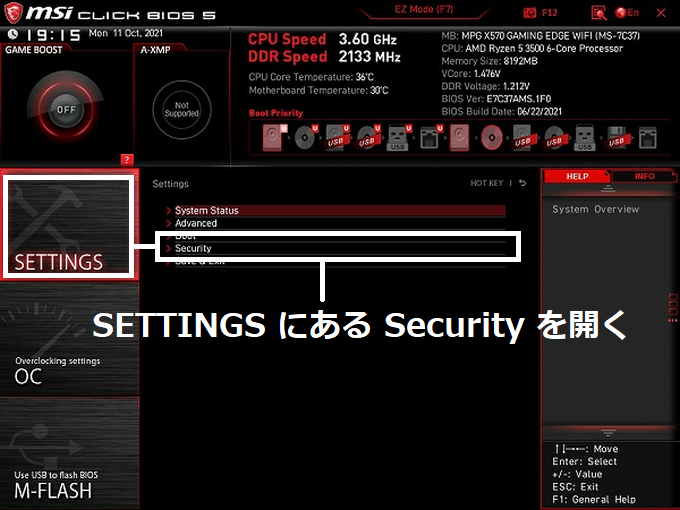 msi CLICK BIOS 5
EZ Mode (F7)
F12
En
X
19:15 Mon 11 Oct, 2021
GAME BOOST
A-XMP
OFF
Not
Supported
?
CPU Speed 3.60 GHz
DDR Speed 2133 MHz
CPU Core Temperature: 36°C
Motherboard Temperature: 30°C
MB: MPG X570 GAMING EDGE WIFI (MS-7C37)
CPU: AMD Ryzen 5 3500 6-Core Processor
Memory Size: 8192MB
VCore: 1.476V
DDR Voltage: 1.212V
BIOS Ver: E7C37AMS.1F0
BIOS Build Date: 06/22/2021
Boot Priority
U U U U U U
USB USB USB USB USB USB
SETTINGS
Overclocking settings
OC
Use USB to flash BIOS
M-FLASH
Settings
HOT KEY
System Status
Advanced
Boot
Security
Save & Exit
SETTINGS にある Security を開く
HELP
INFO
System Overview
↑↓→←: Move
Enter: Select
+/-: Value
ESC: Exit
F1: General Help